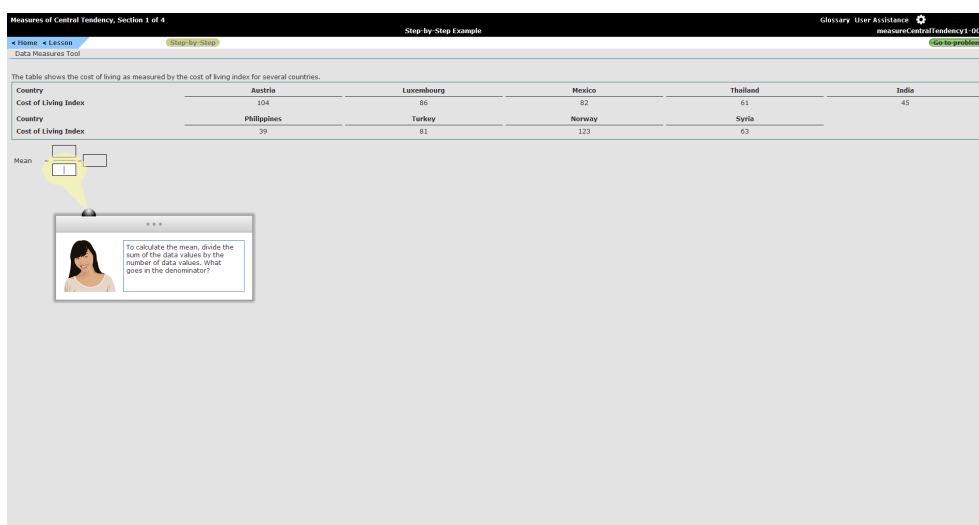 Measures of Central Tendency, Section 1 of 4
Glossary User Assistance
Step-by-Step Example
measureCentralTendency1-00
< Home < Lesson
Step-by-Step
Go to problem
Data Measures Tool
The table shows the cost of living as measured by the cost of living index for several countries.
Country Austria Luxembourg Mexico Thailand India
Cost of Living Index 104 86 82 61 45
Country Philippines Turkey Norway Syria
Cost of Living Index 39 81 123 63
Mean = =
To calculate the mean, divide the
sum of the data values by the
number of data values. What
goes in the denominator?